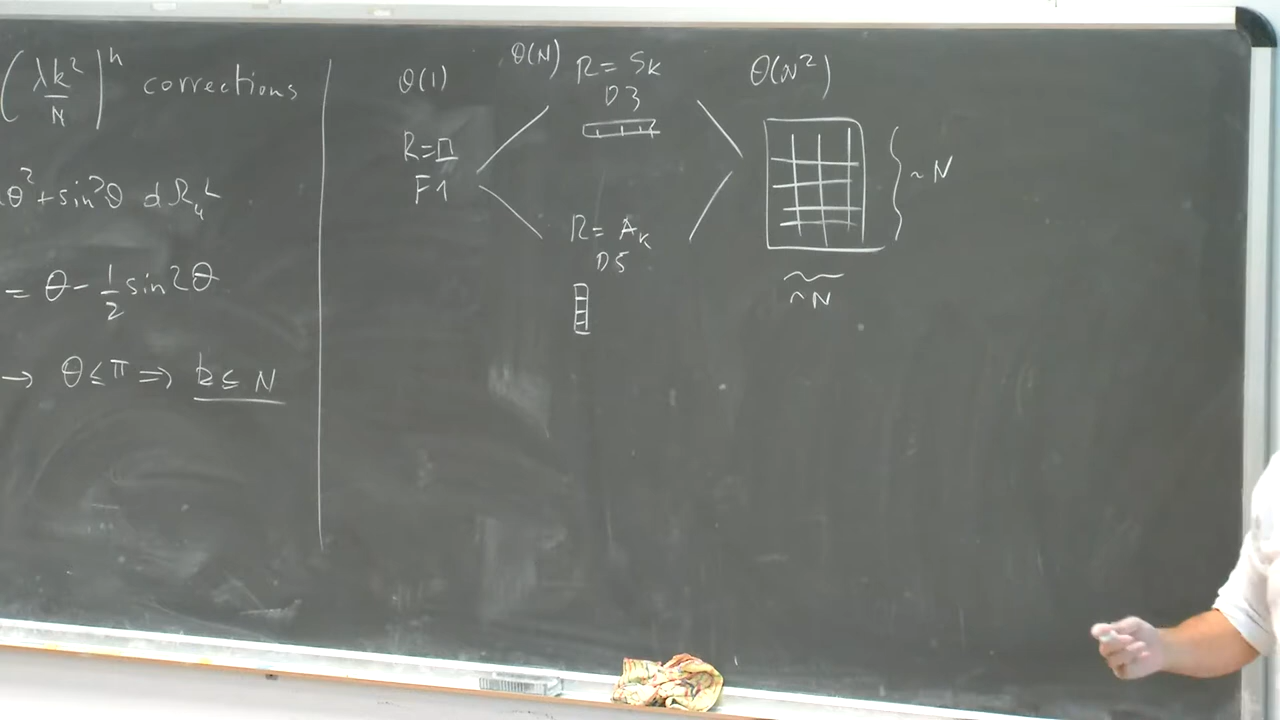 (λk²/N)ⁿ corrections
θ²+sin²θ dΩ₄²
= θ - 1/2 sin2θ
→ θ≤π ⇒ k≤N
O(1)
R=□
F1
O(N)
R= S_k
D3
R= A_k
D5
O(N²)
~N
~N